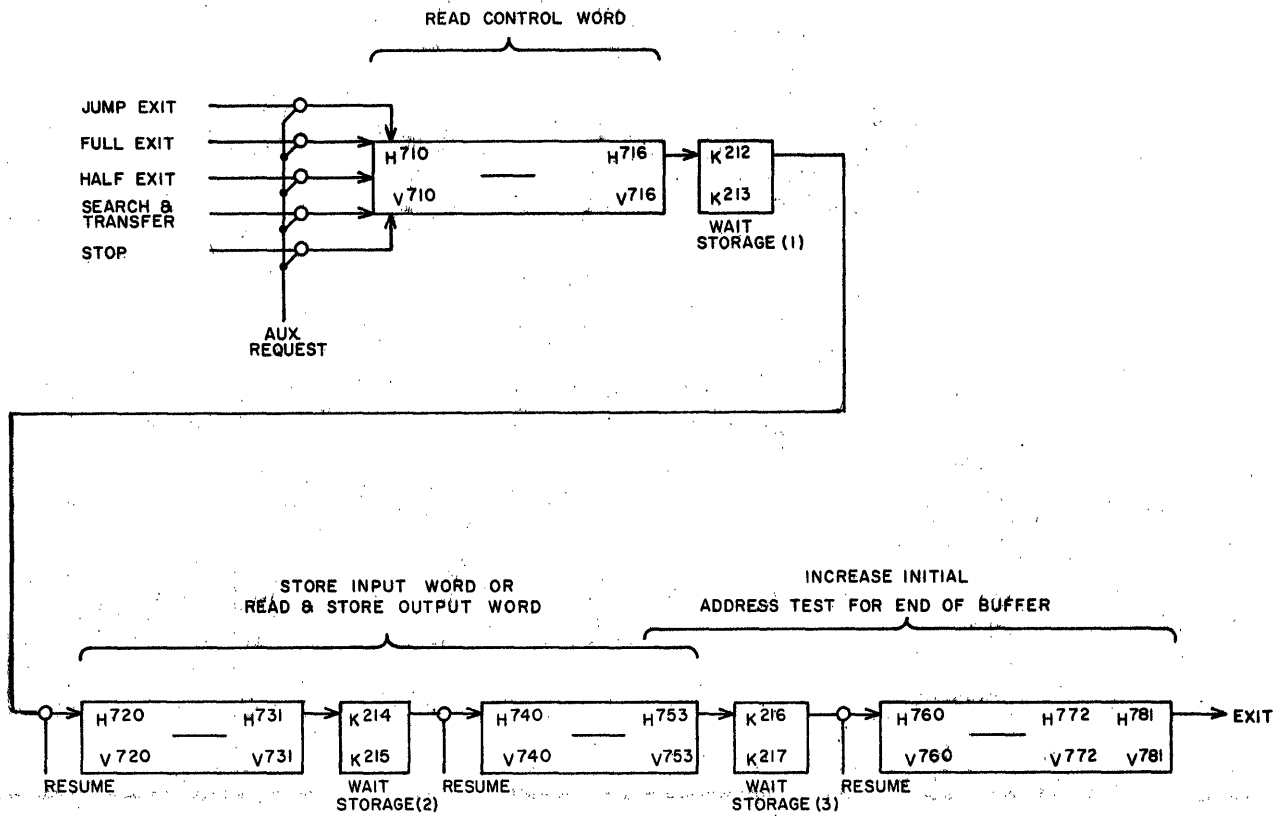 READ CONTROL WORD
JUMP EXIT
FULL EXIT
HALF EXIT
SEARCH &
TRANSFER
STOP
AUX
REQUEST
H710 H716
V710 V716
K212
K213
WAIT
STORAGE (1)
STORE INPUT WORD OR
READ & STORE OUTPUT WORD
INCREASE INITIAL
ADDRESS TEST FOR END OF BUFFER
H720 H731
V720 V731
RESUME
K214
K215
WAIT
STORAGE (2)
RESUME
H740 H753
V740 V753
K216
K217
WAIT
STORAGE (3)
RESUME
H760 H772 H781
V760 V772 V781
EXIT